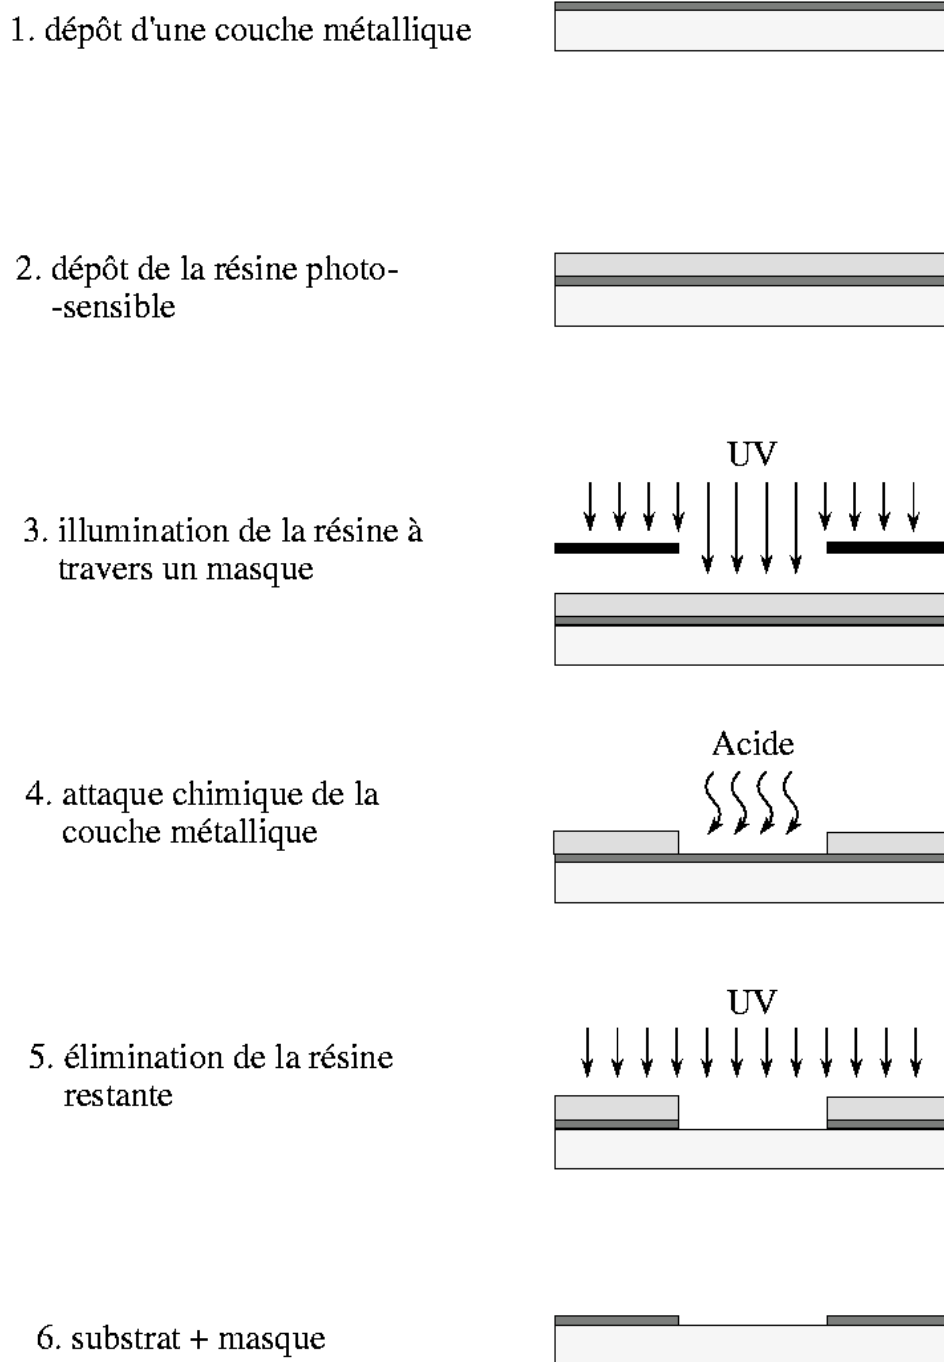 1. dépôt d'une couche métallique
2. dépôt de la résine photo-
-sensible
UV
3. illumination de la résine à
travers un masque
Acide
4. attaque chimique de la
couche métallique
UV
5. élimination de la résine
restante
6. substrat + masque